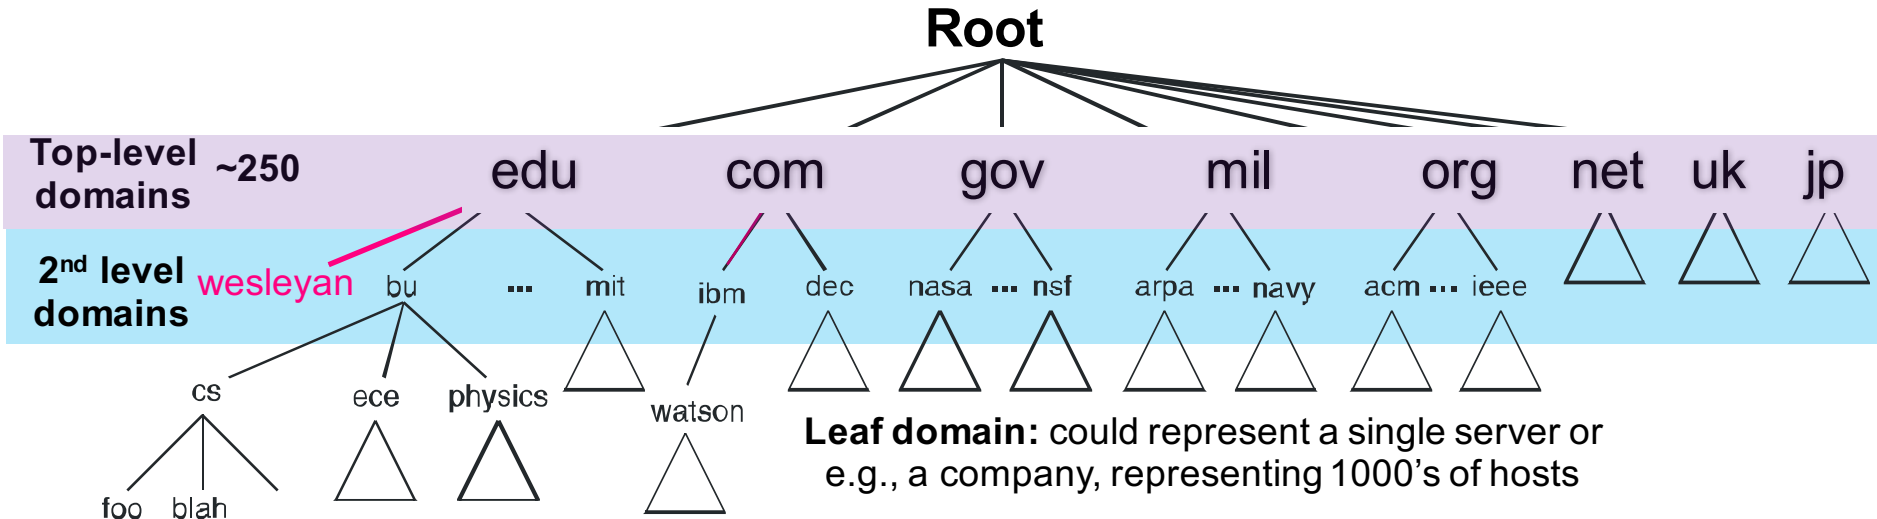 Root
Top-level
domains
~250
edu com gov mil org net uk jp
2nd level
domains
wesleyan bu ... mit ibm dec nasa ... nsf arpa ... navy acm ... ieee
cs ece physics watson
foo blah
Leaf domain: could represent a single server or
e.g., a company, representing 1000's of hosts